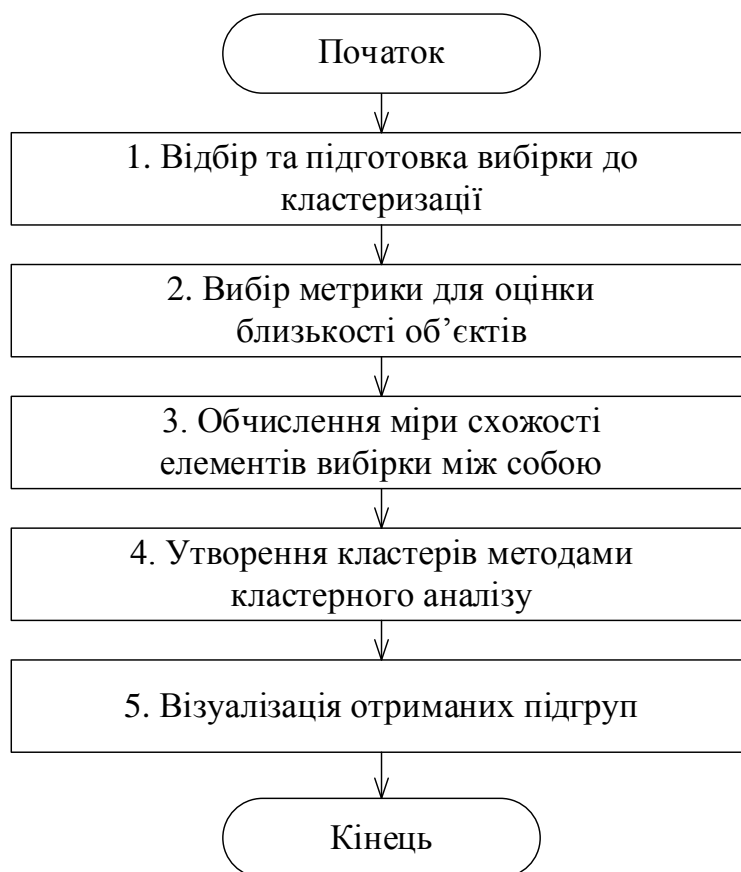 Початок
1. Відбір та підготовка вибірки до
кластеризації
2. Вибір метрики для оцінки
близькості об’єктів
3. Обчислення міри схожості
елементів вибірки між собою
4. Утворення кластерів методами
кластерного аналізу
5. Візуалізація отриманих підгруп
Кінець